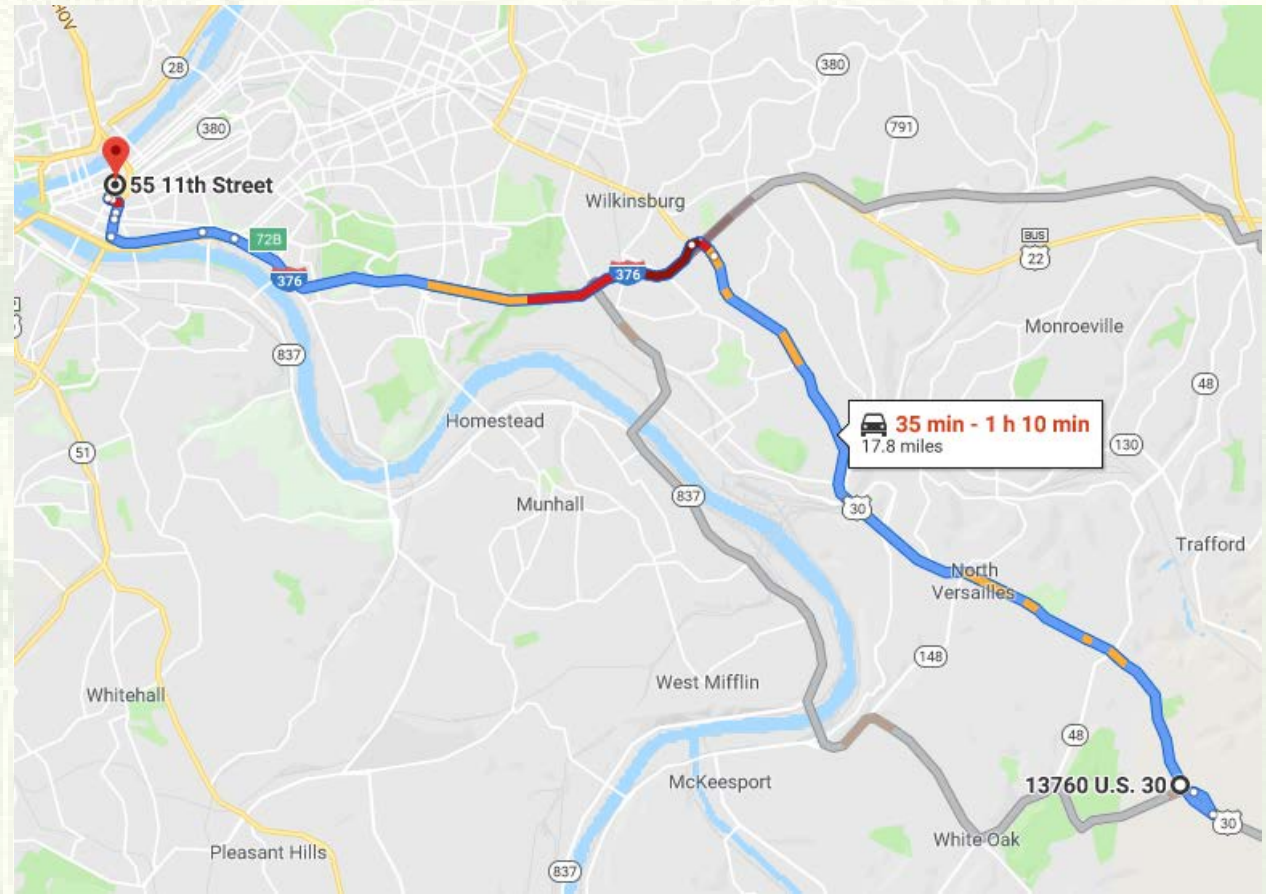 28
380
380
791
55 11th Street
Wilkinsburg
72B
BUS
22
376
376
Monroeville
837
48
35 min - 1 h 10 min
17.8 miles
Homestead
130
51
Munhall
837
30
Trafford
North
Versailles
148
West Mifflin
Whitehall
48
McKeesport
13760 U.S. 30
30
White Oak
Pleasant Hills
837